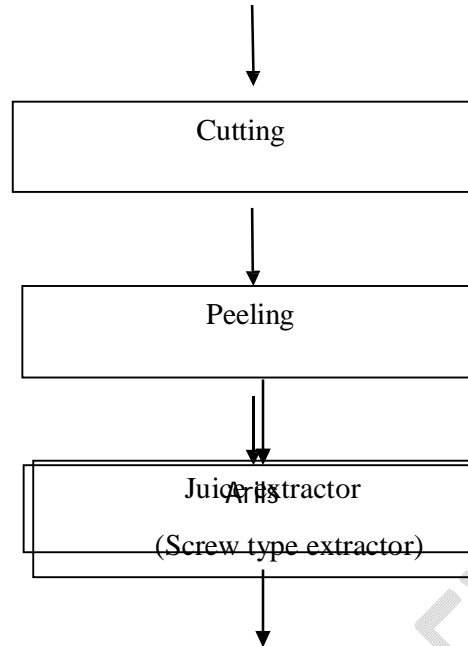 Cutting
Peeling
Juice extractor
Arils
(Screw type extractor)